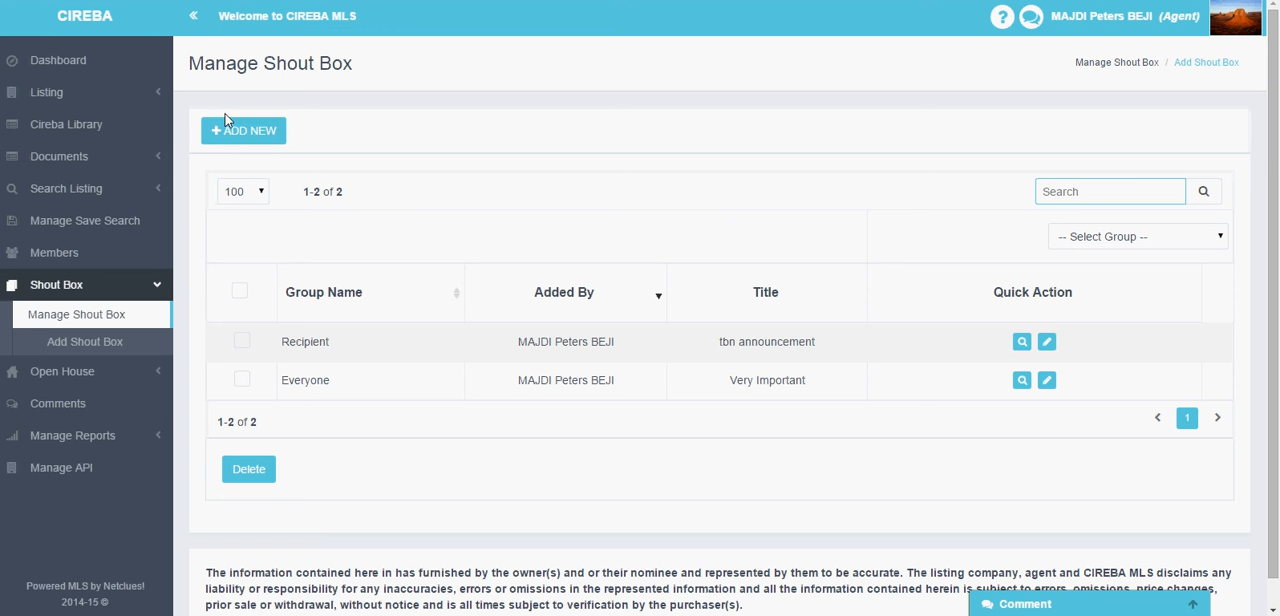 CIREBA
Welcome to CIREBA MLS
MAJDI Peters BEJI (Agent)
Dashboard
Listing
Cireba Library
Documents
Search Listing
Manage Save Search
Members
Shout Box
Manage Shout Box
Add Shout Box
Open House
Comments
Manage Reports
Manage API
Powered MLS by Netclues!
2014-15 ©
Manage Shout Box
Manage Shout Box / Add Shout Box
ADD NEW
100
1-2 of 2
Search
-- Select Group --
Group Name Added By Title Quick Action
Recipient MAJDI Peters BEJI tbn announcement
Everyone MAJDI Peters BEJI Very Important
1-2 of 2
1
Delete
The information contained here in has furnished by the owner(s) and or their nominee and represented by them to be accurate. The listing company, agent and CIREBA MLS disclaims any
liability or responsibility for any inaccuracies, errors or omissions in the represented information and all the information contained herein is subject to errors, omissions, price changes,
prior sale or withdrawal, without notice and is all times subject to verification by the purchaser(s).
Comment